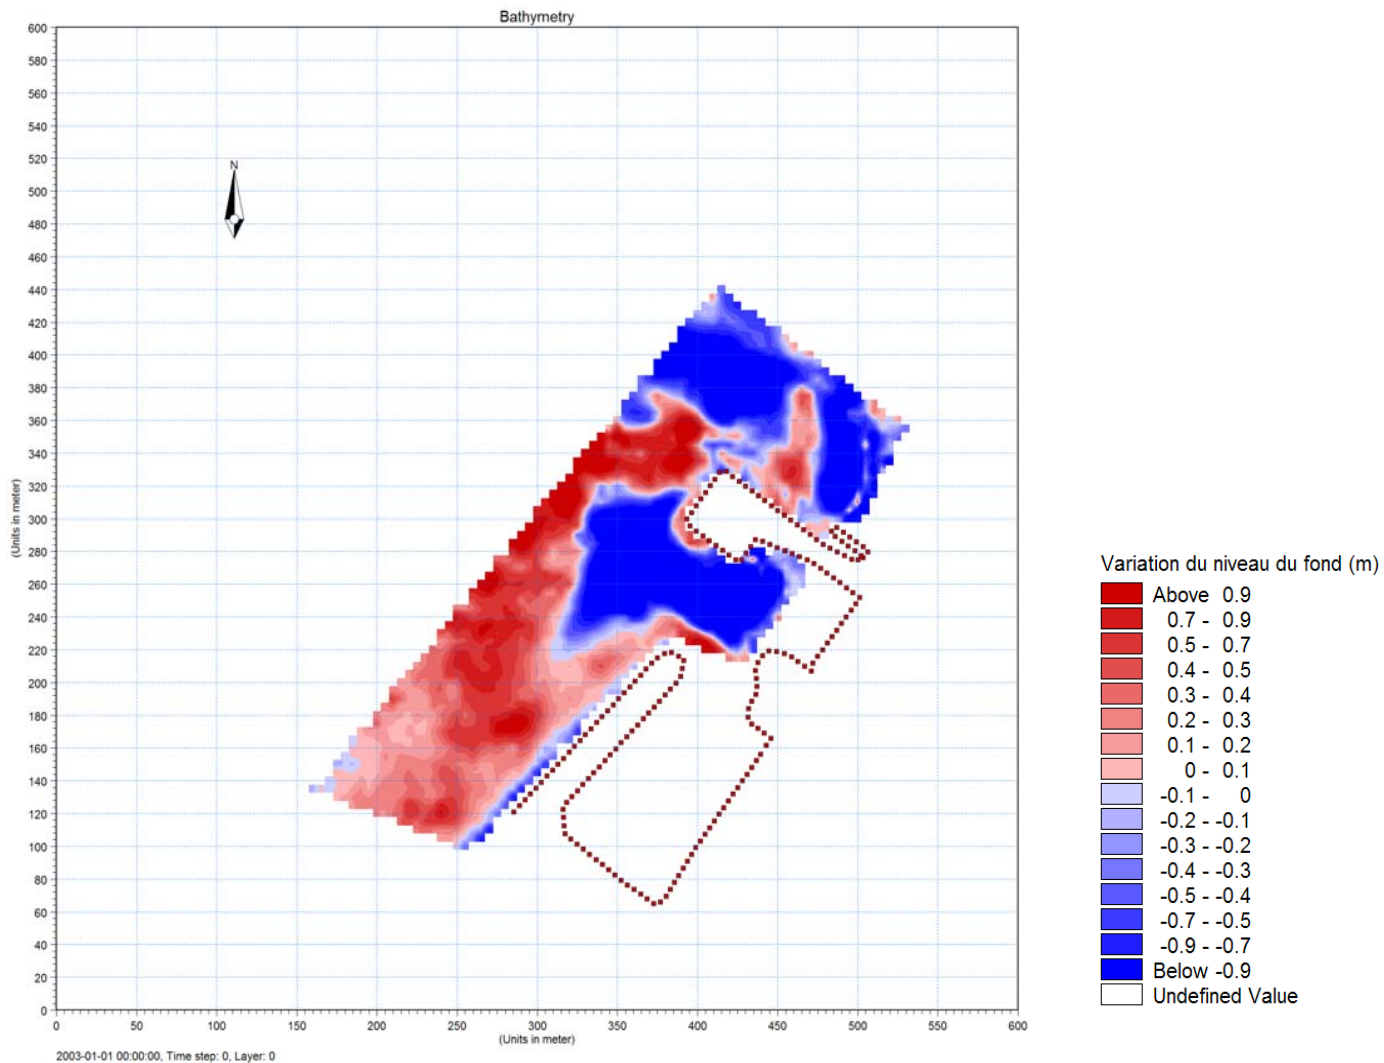 Bathymetry
600
580
560
540
520
500
480
460
440
420
400
380
360
340
320
300
280
260
240
220
200
180
160
140
120
100
80
60
40
20
0
(Units in meter)
N
0 50 100 150 200 250 300 350 400 450 500 550 600
(Units in meter)
2003-01-01 00:00:00, Time step: 0, Layer: 0
Variation du niveau du fond (m)
Above 0.9
0.7 - 0.9
0.5 - 0.7
0.4 - 0.5
0.3 - 0.4
0.2 - 0.3
0.1 - 0.2
0 - 0.1
-0.1 - 0
-0.2 - -0.1
-0.3 - -0.2
-0.4 - -0.3
-0.5 - -0.4
-0.7 - -0.5
-0.9 - -0.7
Below -0.9
Undefined Value